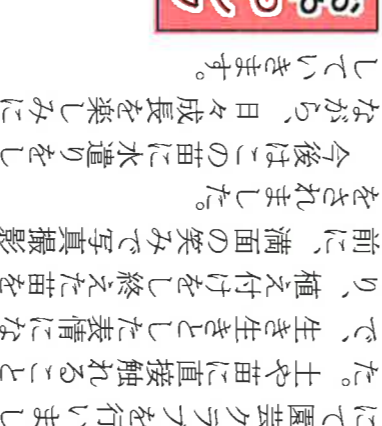 にて園芸クラブを行いまし
た。土や苗に直接触れること
で、生き生きとした表情にな
り、植え付けをし終えた苗を
前に、満面の笑みで写真撮影
をされました。
今後はこの苗に水遣りをし
ながら、日々成長を楽しみに
していきます。